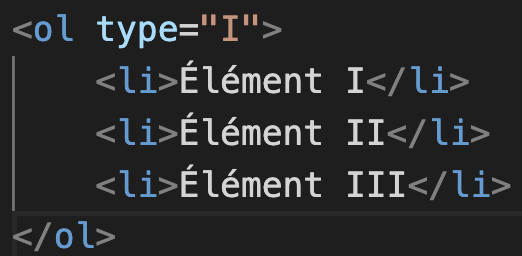 <ol type="I">
<li>Élément I</li>
<li>Élément II</li>
<li>Élément III</li>
</ol>